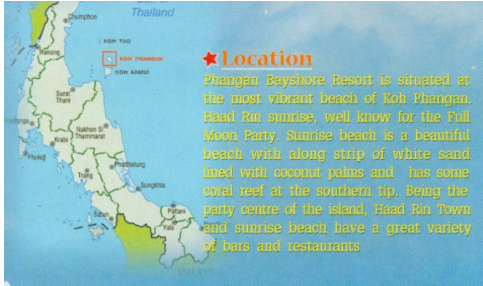 Thailand
Chumphon
KOH TAO
Ranong
KOH PHANGAN
KOH SAMUI
Surat
Thani
Nakhon Si
Thammarat
Krabi
Phuket
Phatthalung
Trang
Songkhla
Satun
Pattani
Yala
Location
Phangan Bayshore Resort is situated at
the most vibrant beach of Koh Phangan.
Haad Rin sunrise, well know for the Full
Moon Party. Sunrise beach is a beautiful
beach with along strip of white sand
lined with coconut palms and has some
coral reef at the southern tip. Being the
party centre of the island, Haad Rin Town
and sunrise beach have a great variety
of bars and restaurants